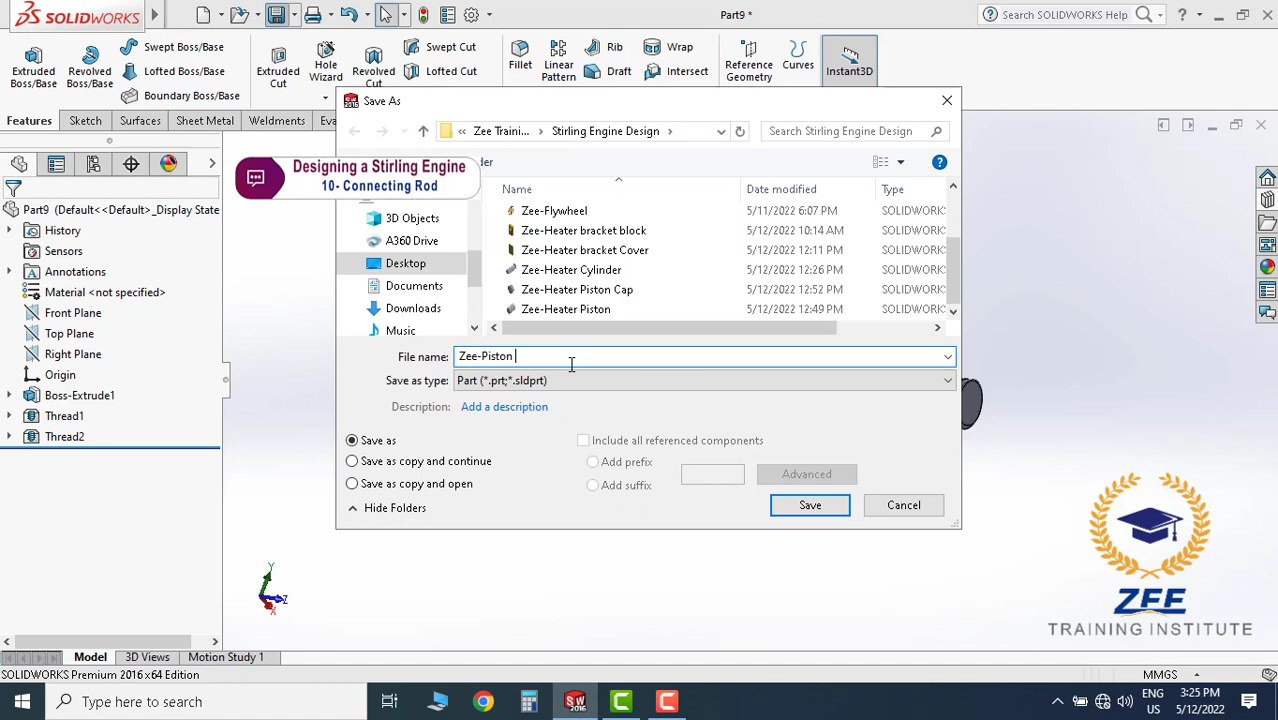 SOLIDWORKS
Part9 *
Search SOLIDWORKS Help
Extruded Boss/Base
Revolved Boss/Base
Swept Boss/Base
Lofted Boss/Base
Boundary Boss/Base
Extruded Cut
Hole Wizard
Revolved Cut
Swept Cut
Lofted Cut
Fillet
Linear Pattern
Rib
Draft
Wrap
Intersect
Reference Geometry
Curves
Instant3D
Features
Sketch
Surfaces
Sheet Metal
Weldments
Eva
Save As
« Zee Traini... > Stirling Engine Design >
Search Stirling Engine Design
Designing a Stirling Engine
10- Connecting Rod
der
Name
Date modified
Type
3D Objects
A360 Drive
Desktop
Documents
Downloads
Music
Zee-Flywheel 5/11/2022 6:07 PM SOLIDWORK
Zee-Heater bracket block 5/12/2022 10:14 AM SOLIDWORK
Zee-Heater bracket Cover 5/12/2022 12:11 PM SOLIDWORK
Zee-Heater Cylinder 5/12/2022 12:26 PM SOLIDWORK
Zee-Heater Piston Cap 5/12/2022 12:52 PM SOLIDWORK
Zee-Heater Piston 5/12/2022 12:49 PM SOLIDWORK
File name: Zee-Piston
Save as type: Part (*.prt;*.sldprt)
Description: Add a description
Save as
Save as copy and continue
Save as copy and open
Include all referenced components
Add prefix
Add suffix
Advanced
Hide Folders
Save
Cancel
Part9 (Default<<Default>_Display State
History
Sensors
Annotations
Material <not specified>
Front Plane
Top Plane
Right Plane
Origin
Boss-Extrude1
Thread1
Thread2
Y
Z
X
ZEE
TRAINING INSTITUTE
Model
3D Views
Motion Study 1
SOLIDWORKS Premium 2016 x64 Edition
MMGS
Type here to search
SW
2016
ENG
US
3:25 PM
5/12/2022